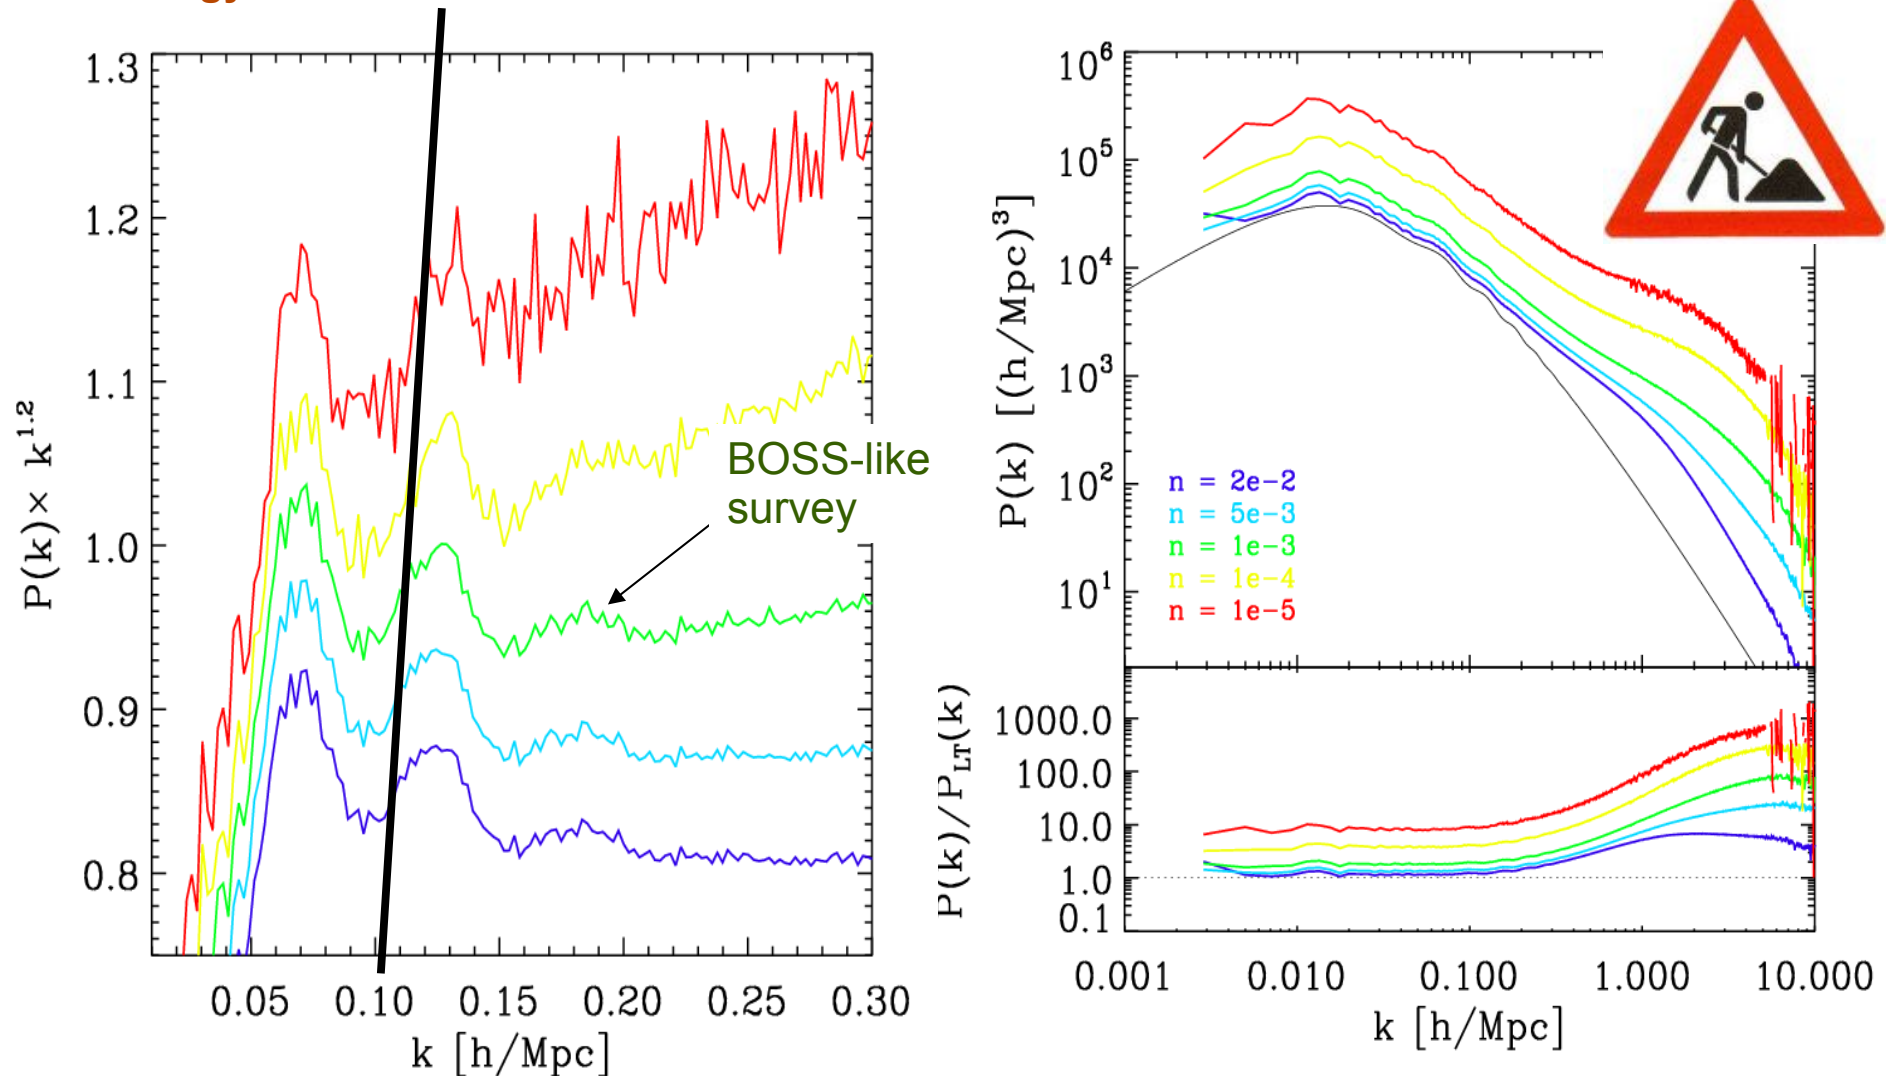 gy
1.3
1.2
1.1
1.0
0.9
0.8
P(k)× k^1.2
BOSS-like
survey
0.05 0.10 0.15 0.20 0.25 0.30
k [h/Mpc]
10^6
10^5
10^4
10^3
10^2
10^1
P(k) [(h/Mpc)^3]
n = 2e-2
n = 5e-3
n = 1e-3
n = 1e-4
n = 1e-5
1000.0
100.0
10.0
1.0
0.1
P(k)/P_LT(k)
0.001 0.010 0.100 1.000 10.000
k [h/Mpc]